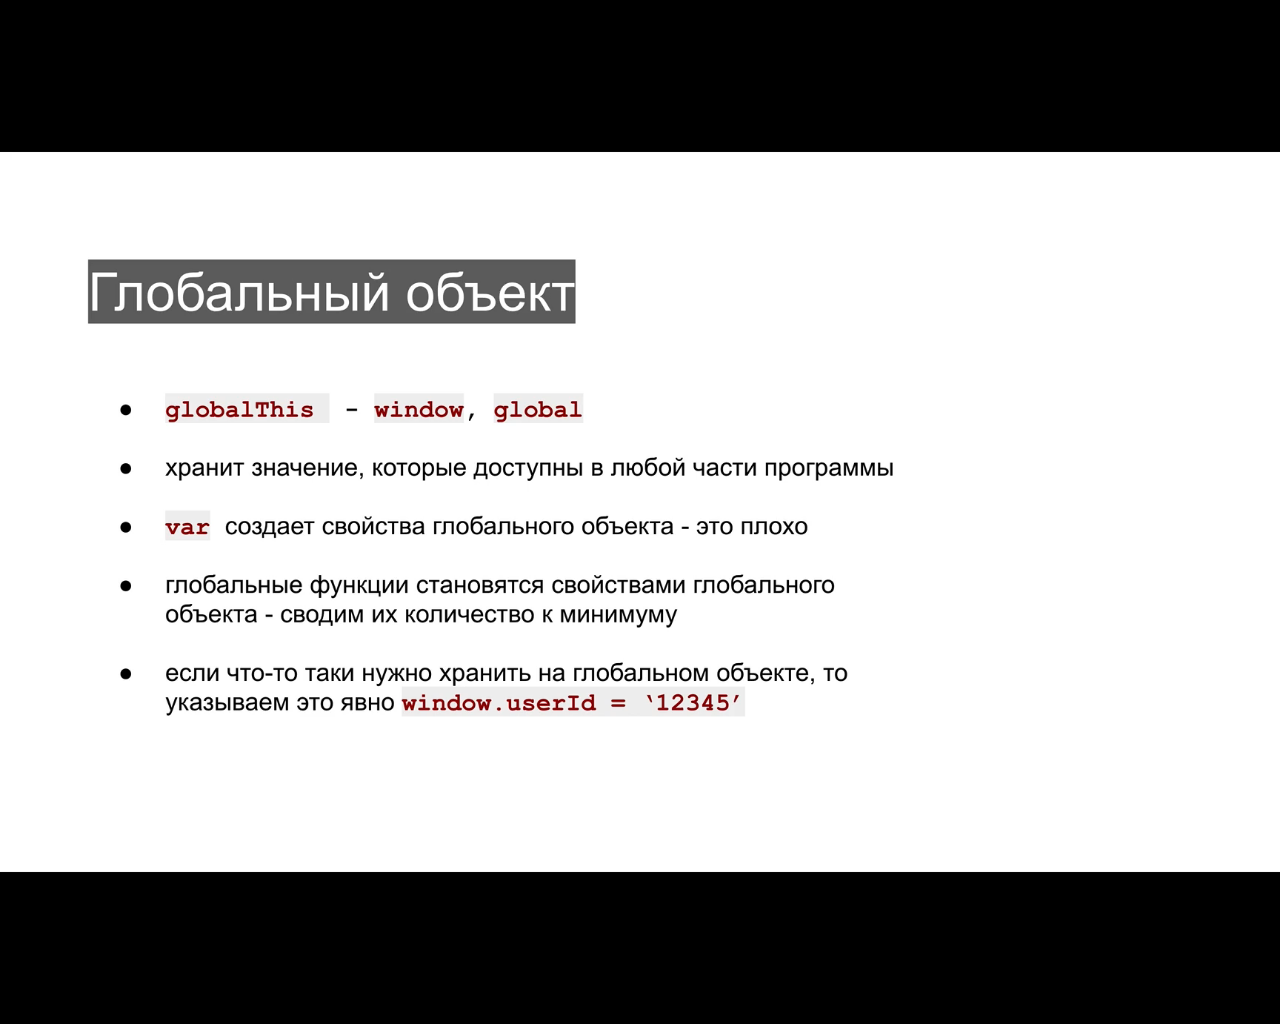 Глобальный объект
● globalThis - window, global
● хранит значение, которые доступны в любой части программы
● var создает свойства глобального объекта - это плохо
● глобальные функции становятся свойствами глобального
объекта - сводим их количество к минимуму
● если что-то таки нужно хранить на глобальном объекте, то
указываем это явно window.userId = ‘12345’